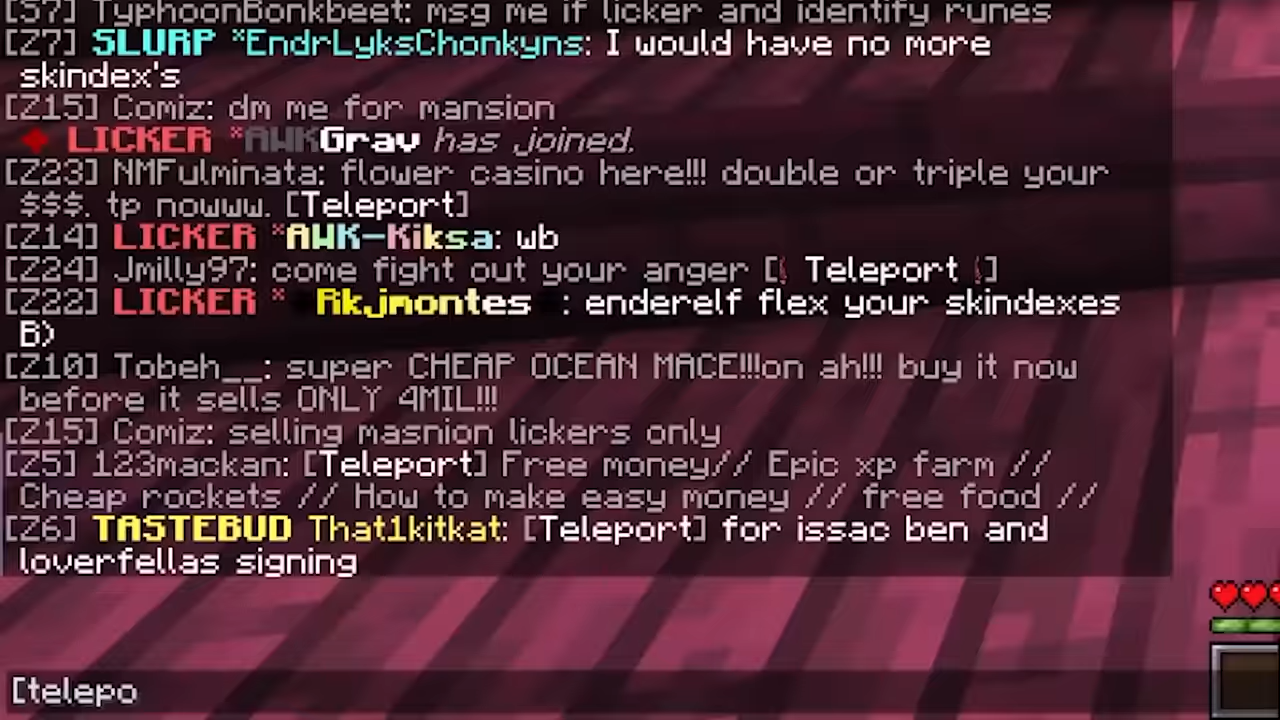 [S7] TyphoonBonkbeet: msg me if licker and identify runes
[Z7] SLURP *EndrLyksChonkyns: I would have no more
skindex's
[Z15] Comiz: dm me for mansion
LICKER *AWKGrav has joined.
[Z23] NMFulminata: flower casino here!!! double or triple your
$$$. tp nowww. [Teleport]
[Z14] LICKER *AWK-Kiksa: wb
[Z24] Jmilly97: come fight out your anger [ Teleport ]
[Z22] LICKER * Rkjmontes : enderelf flex your skindexes
B)
[Z10] Tobeh__: super CHEAP OCEAN MACE!!!on ah!!! buy it now
before it sells ONLY 4MIL!!!
[Z15] Comiz: selling masnion lickers only
[Z5] 123mackan: [Teleport] Free money// Epic xp farm //
Cheap rockets // How to make easy money // free food //
[Z6] TASTEBUD That1kitkat: [Teleport] for issac ben and
loverfellas signing
[telepo